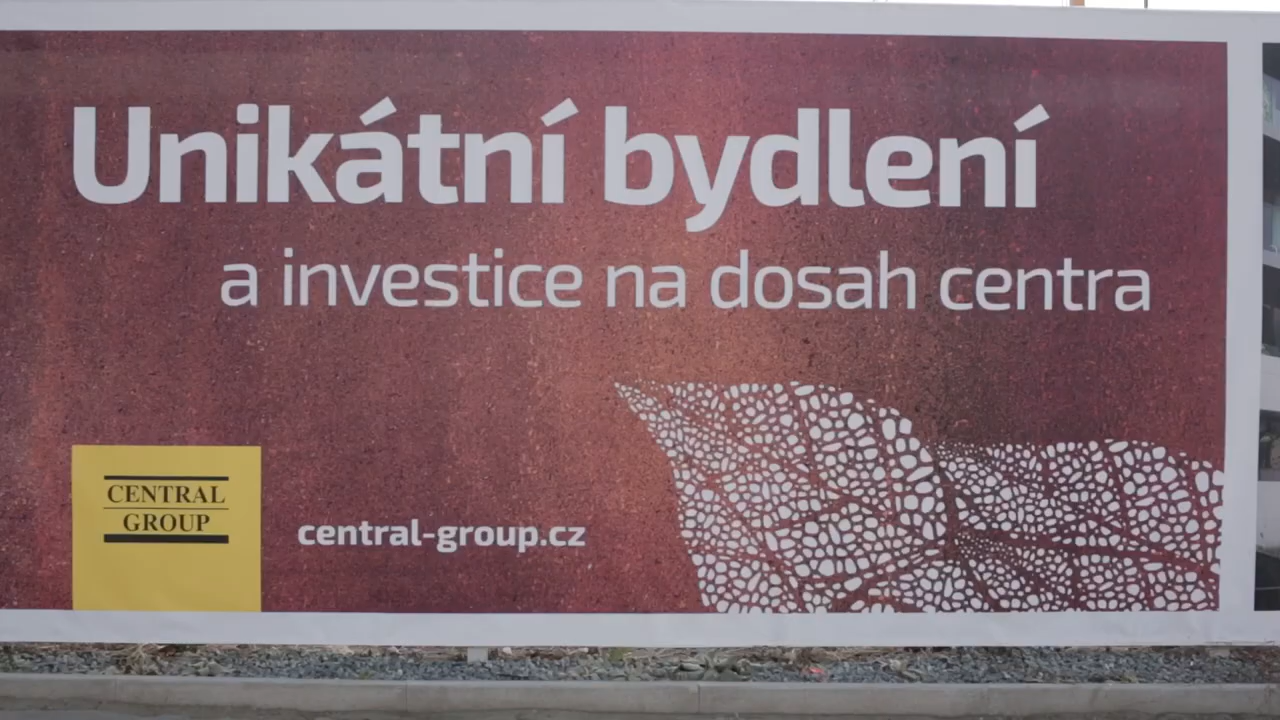 Unikátní bydlení
a investice na dosah centra
CENTRAL
GROUP
central-group.cz